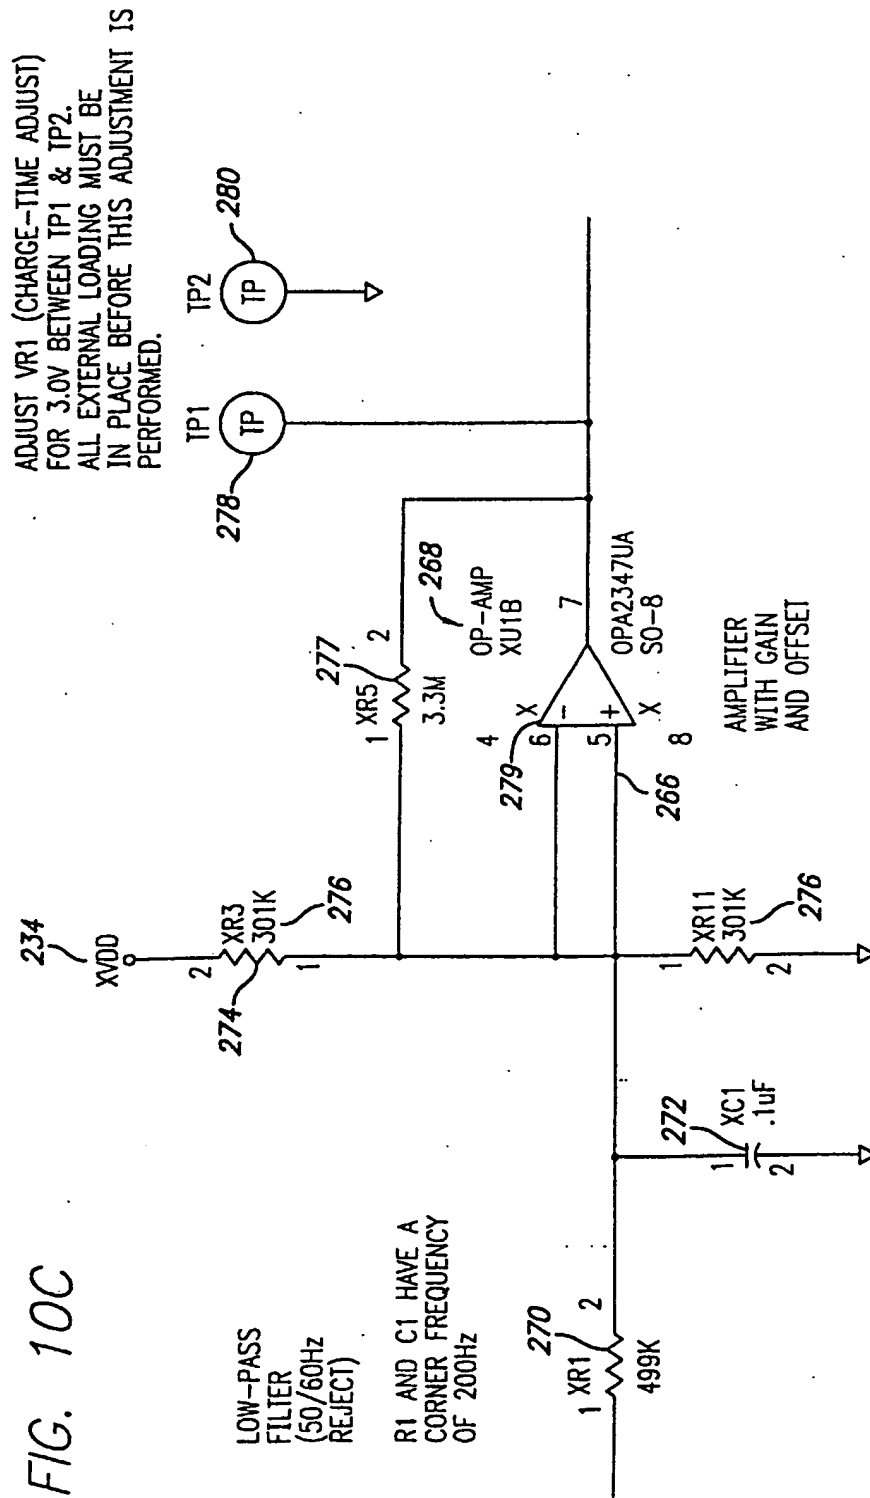 FIG. 10C
LOW-PASS
FILTER
(50/60Hz
REJECT)
R1 AND C1 HAVE A
CORNER FREQUENCY
OF 200Hz
ADJUST VR1 (CHARGE-TIME ADJUST)
FOR 3.0V BETWEEN TP1 & TP2.
ALL EXTERNAL LOADING MUST BE
IN PLACE BEFORE THIS ADJUSTMENT IS
PERFORMED.
234
XVDD
2
XR3
301K
276
274
1
TP1
TP
278
TP2
TP
280
277
1
XR5
2
3.3M
268
OP-AMP
XU1B
4
X
279
6
-
5
+
X
8
7
OPA2347UA
SO-8
266
AMPLIFIER
WITH GAIN
AND OFFSET
270
1
XR1
2
499K
272
XC1
.1uF
1
2
1
XR11
301K
276
2